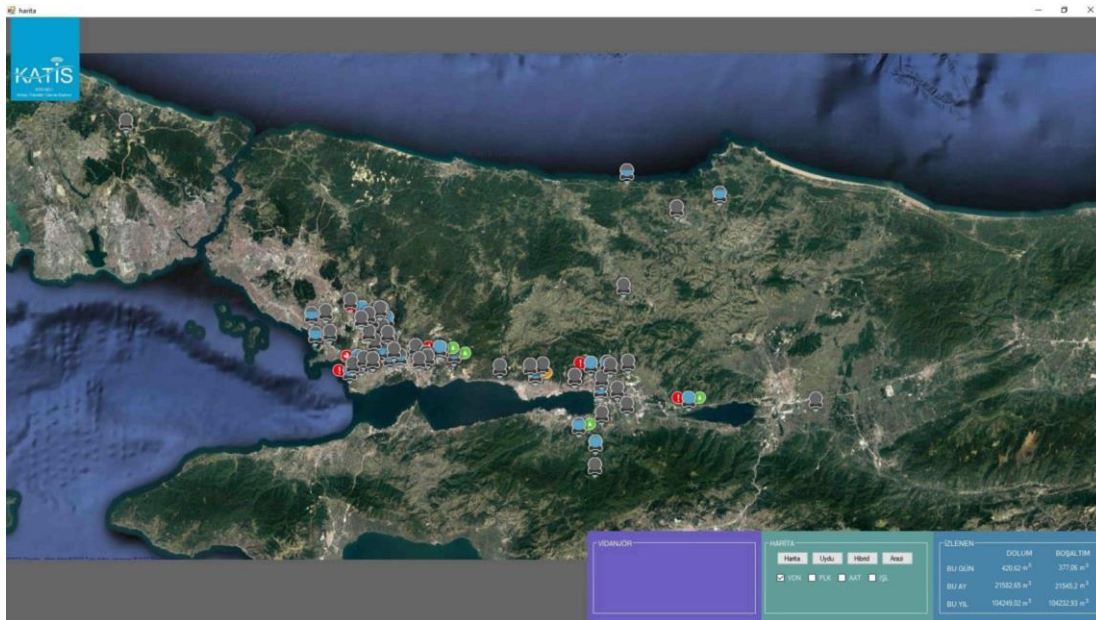 harita
KATİS
VİDANJÖR
HARİTA
Harita Uydu Hibrid Arazi
VDN PLK AAT İŞL
İZLENEN
DOLUM BOŞALTIM
BU GÜN 420,62 m³ 377,06 m³
BU AY 21582,65 m³ 21545,2 m³
BU YIL 104249,02 m³ 104232,93 m³